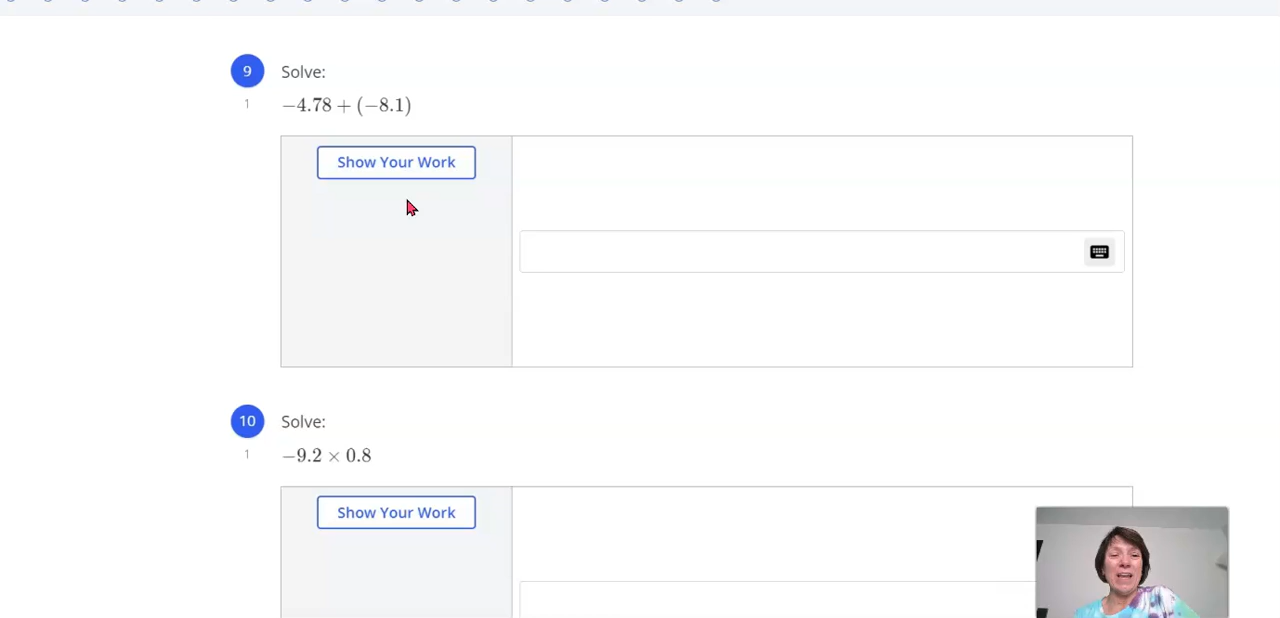 9 Solve:
1 −4.78 + (−8.1)
Show Your Work
10 Solve:
1 −9.2 × 0.8
Show Your Work